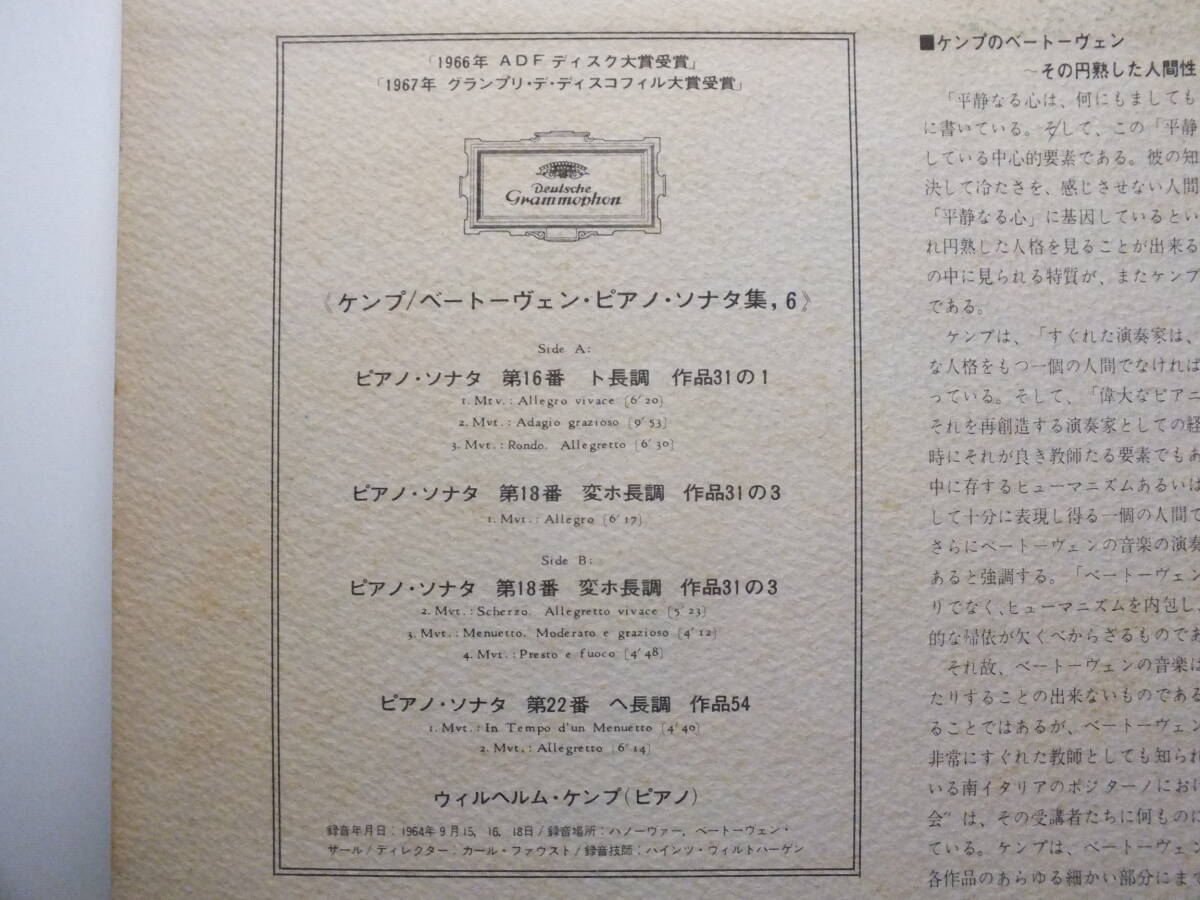 「1966年 ADF ディスク大賞受賞」
「1967年 グランプリ・デ・ディスコフィル大賞受賞」
Deutsche
Grammophon
《ケンプ/ベートーヴェン・ピアノ・ソナタ集, 6》
Side A:
ピアノ・ソナタ 第16番 ト長調 作品31の1
1. Mtv.: Allegro vivace [6′20]
2. Mvt.: Adagio grazioso [9′53]
3. Mvt.: Rondo. Allegretto [6′30]
ピアノ・ソナタ 第18番 変ホ長調 作品31の3
1. Mvt.: Allegro [6′17]
Side B:
ピアノ・ソナタ 第18番 変ホ長調 作品31の3
2. Mvt.: Scherzo. Allegretto vivace [5′23]
3. Mvt.: Menuetto. Moderato e grazioso [4′12]
4. Mvt.: Presto e fuoco [4′48]
ピアノ・ソナタ 第22番 ヘ長調 作品54
1. Mvt.: In Tempo d'un Menuetto [4′40]
2. Mvt.: Allegretto [6′14]
ウィルヘルム・ケンプ(ピアノ)
録音年月日: 1964年9月15, 16, 18日/録音場所: ハノーヴァー, ベートーヴェン・
ザール/ディレクター: カール・ファウスト/録音技師: ハインツ・ヴィルトハーゲン
■ケンプのベートーヴェン
～その円熟した人間性
「平静なる心は、何にもましても
に書いている。そして、この「平静
している中心的要素である。彼の知
決して冷たさを、感じさせない人間
「平静なる心」に基因しているとい
れ円熟した人格を見ることが出来る
の中に見られる特質が、またケンプ
である。
ケンプは、「すぐれた演奏家は、
な人格をもつ一個の人間でなければ
っている。そして、「偉大なピアニ
それを再創造する演奏家としての経
時にそれが良き教師たる要素でもあ
中に存するヒューマニズムあるいは
して十分に表現し得る一個の人間で
さらにベートーヴェンの音楽の演奏
あると強調する。「ベートーヴェン
りでなく、ヒューマニズムを内包し、
的な帰依が欠くべからざるものであ
それ故、ベートーヴェンの音楽は
たりすることの出来ないものである
ることではあるが、ベートーヴェン
非常にすぐれた教師としても知られ
いる南イタリアのポジターノにおけ
会"は、その受講者たちに何ものに
ている。ケンプは、ベートーヴェン
各作品のあらゆる細かい部分にまで